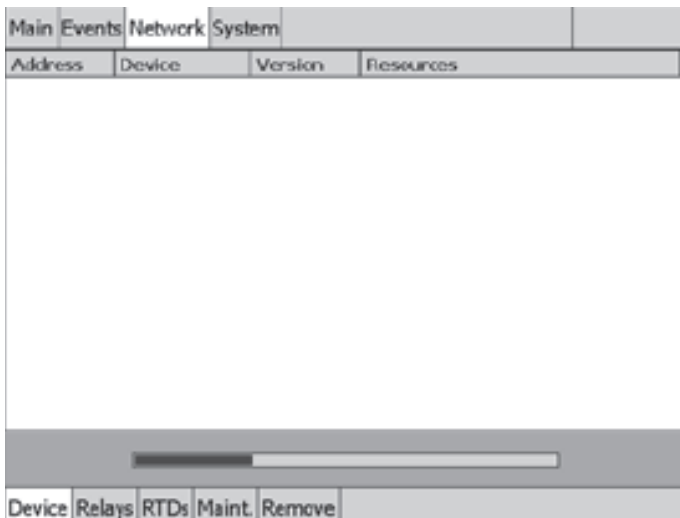 Main Events Network System
Address Device Version Resources
Device Relays RTDs Maint. Remove